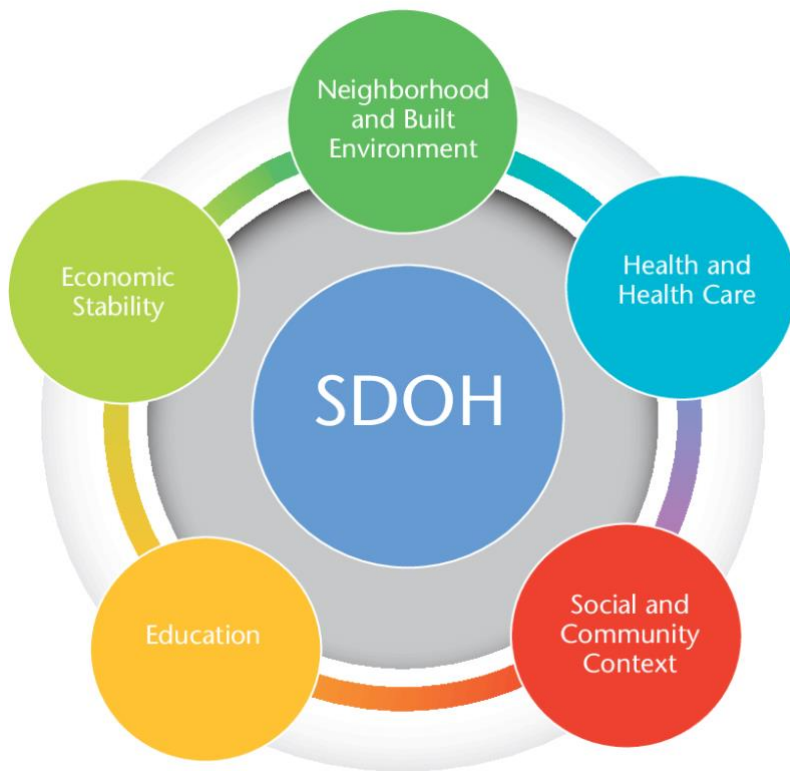 Neighborhood
and Built
Environment
Economic
Stability
Health and
Health Care
SDOH
Education
Social and
Community
Context